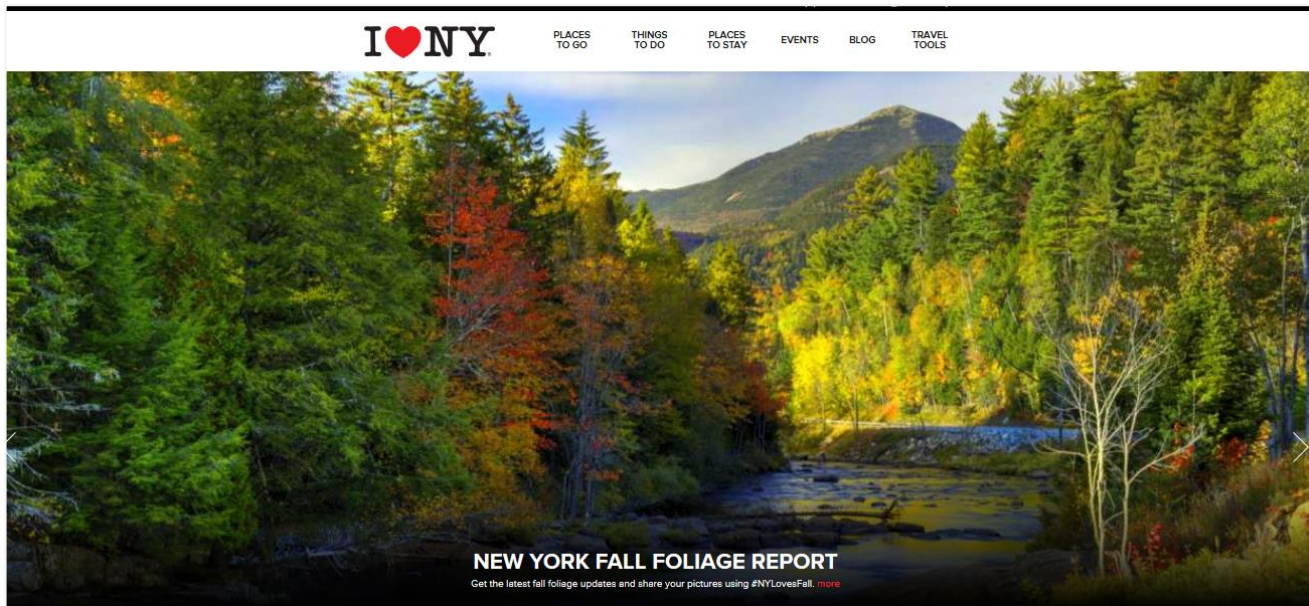 I ❤ NY
PLACES
TO GO
THINGS
TO DO
PLACES
TO STAY
EVENTS
BLOG
TRAVEL
TOOLS
NEW YORK FALL FOLIAGE REPORT
Get the latest fall foliage updates and share your pictures using #NYLovesFall. more